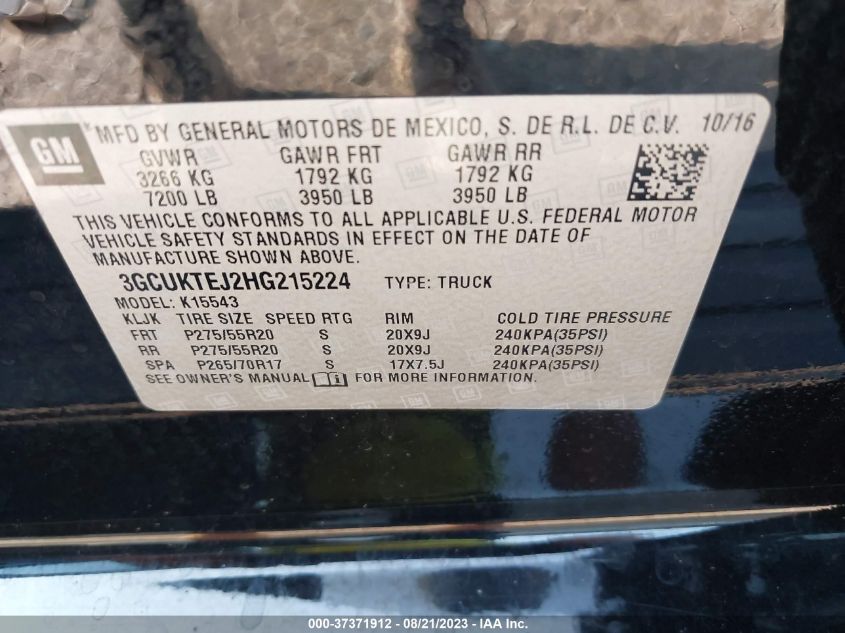 GM
MFD BY GENERAL MOTORS DE MEXICO, S. DE R.L. DE C.V. 10/16
GVWR GAWR FRT GAWR RR
3266 KG 1792 KG 1792 KG
7200 LB 3950 LB 3950 LB
THIS VEHICLE CONFORMS TO ALL APPLICABLE U.S. FEDERAL MOTOR
VEHICLE SAFETY STANDARDS IN EFFECT ON THE DATE OF
MANUFACTURE SHOWN ABOVE.
3GCUKTEJ2HG215224 TYPE: TRUCK
MODEL: K15543
KLJK TIRE SIZE SPEED RTG RIM COLD TIRE PRESSURE
FRT P275/55R20 S 20X9J 240KPA(35PSI)
RR P275/55R20 S 20X9J 240KPA(35PSI)
SPA P265/70R17 S 17X7.5J 240KPA(35PSI)
SEE OWNER'S MANUAL FOR MORE INFORMATION.
000-37371912 - 08/21/2023 - IAA Inc.